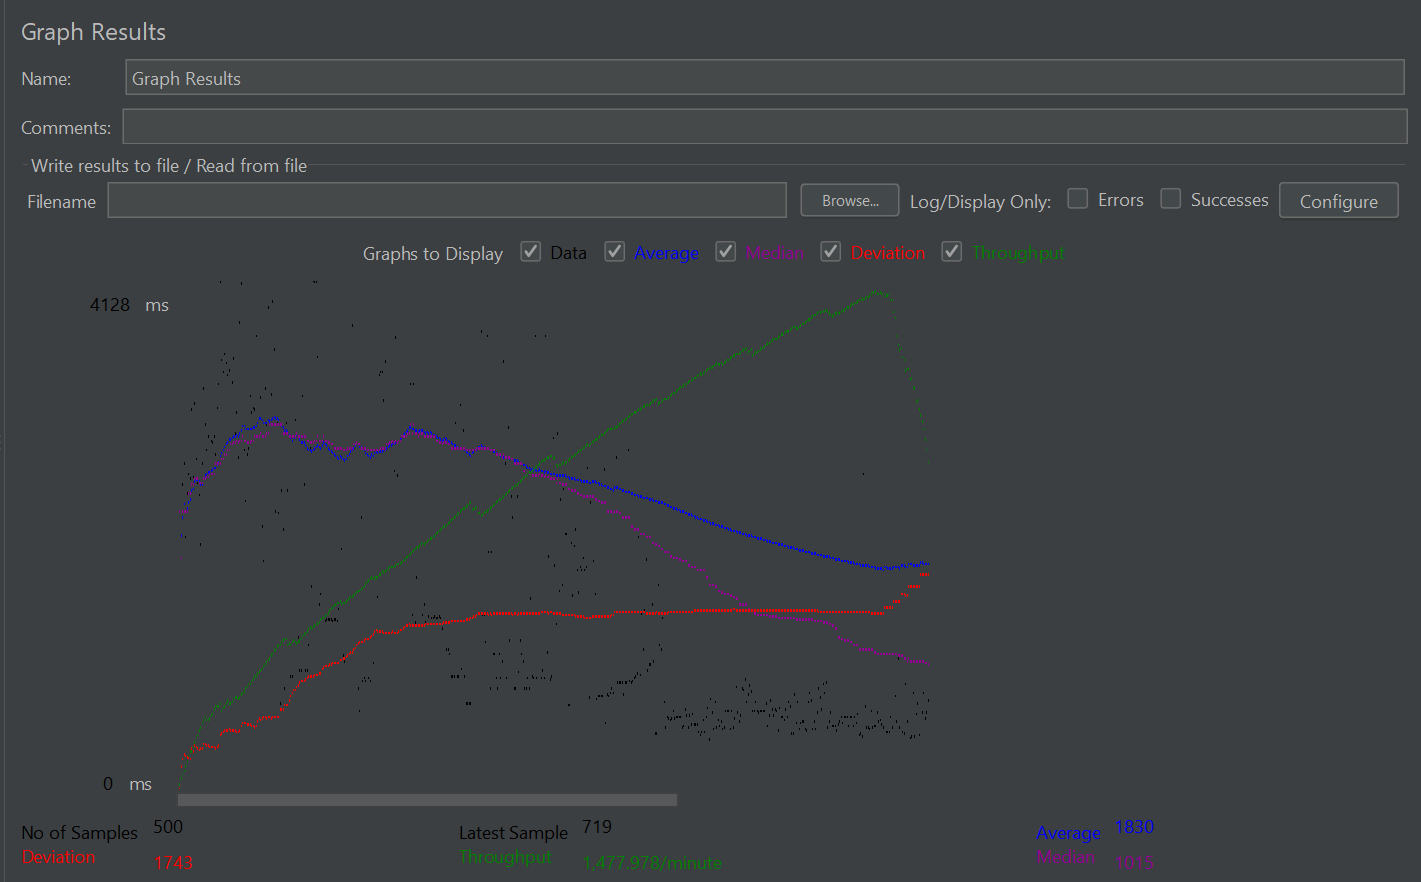 Graph Results
Name: Graph Results
Comments:
Write results to file / Read from file
Filename Browse... Log/Display Only: Errors Successes Configure
Graphs to Display Data Average Median Deviation Throughput
4128 ms
0 ms
No of Samples 500 Latest Sample 719 Average 1830
Deviation 1743 Throughput 1,477.978/minute Median 1015